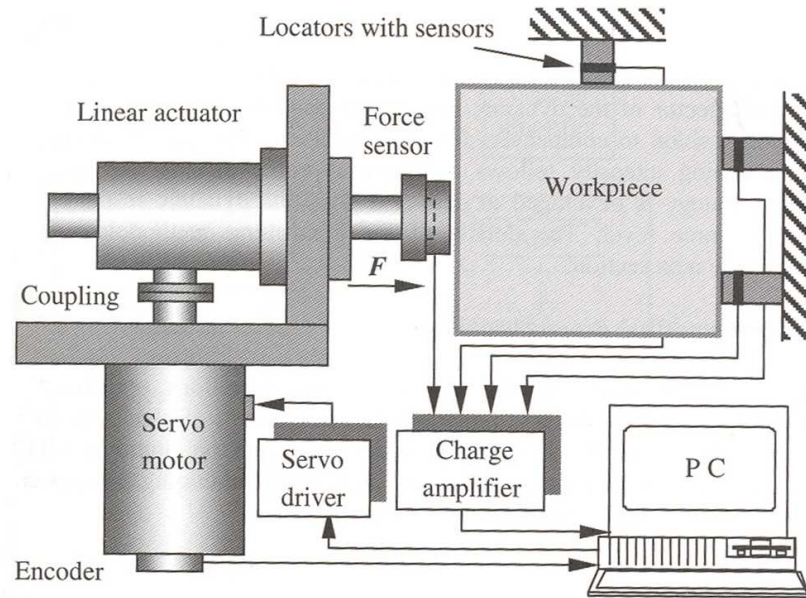 Locators with sensors
Linear actuator
Force
sensor
Workpiece
Coupling
F
Servo
motor
Servo
driver
Charge
amplifier
P C
Encoder